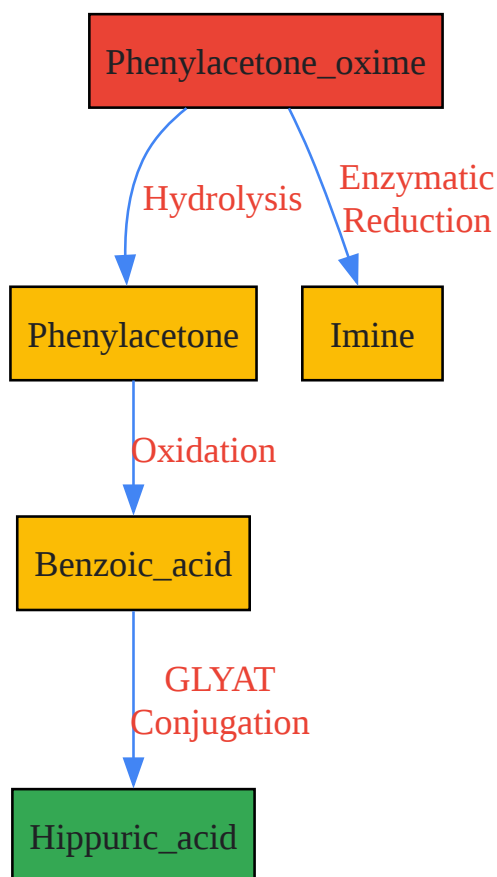 Phenylacetone_oxime
Hydrolysis
Enzymatic
Reduction
Phenylacetone
Imine
Oxidation
Benzoic_acid
GLYAT
Conjugation
Hippuric_acid